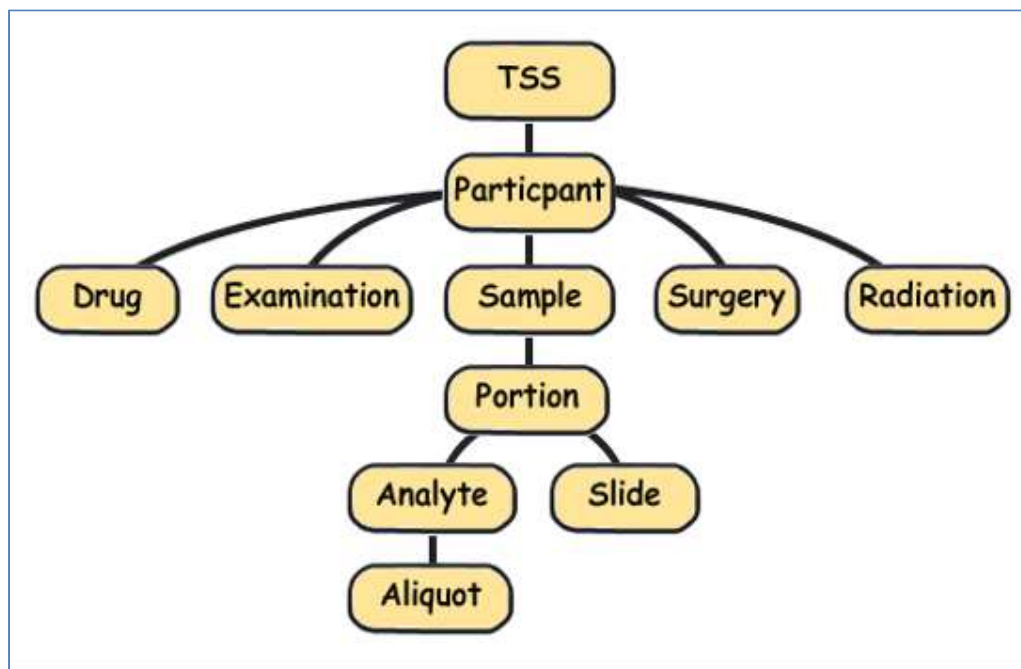 TSS
Particpant
Drug
Examination
Sample
Surgery
Radiation
Portion
Analyte
Slide
Aliquot